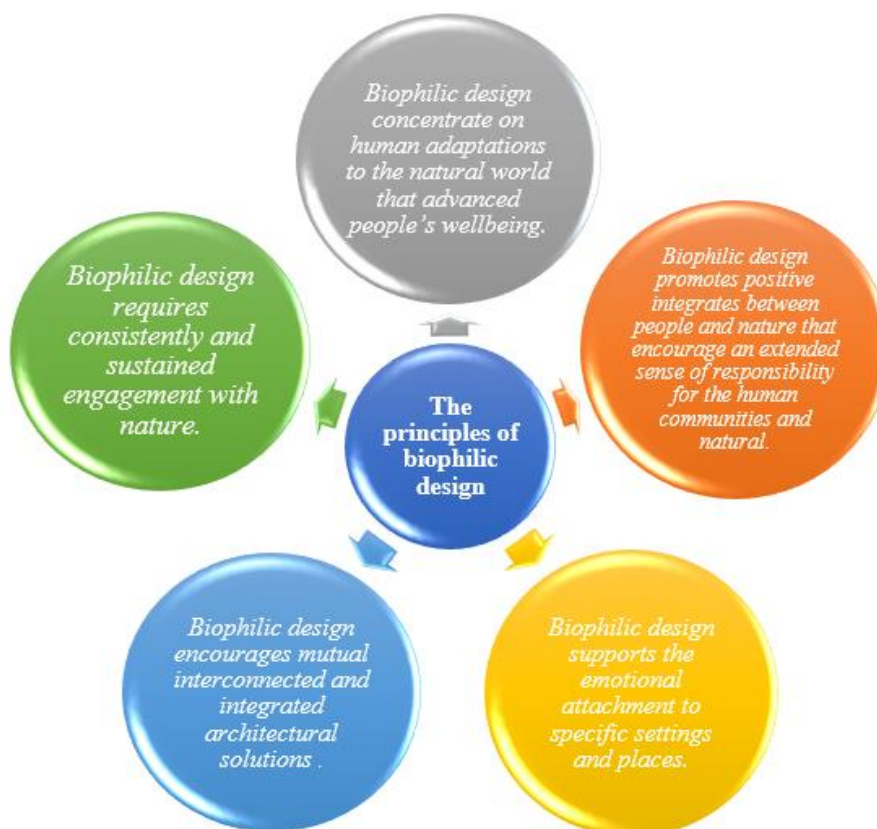 Biophilic design
concentrate on
human adaptations
to the natural world
that advanced
people's wellbeing.
Biophilic design
promotes positive
integrates between
people and nature that
encourage an extended
sense of responsibility
for the human
communities and
natural.
Biophilic design
supports the
emotional
attachment to
specific settings
and places.
Biophilic design
encourages mutual
interconnected and
integrated
architectural
solutions .
Biophilic design
requires
consistently and
sustained
engagement with
nature.
The
principles of
biophilic
design